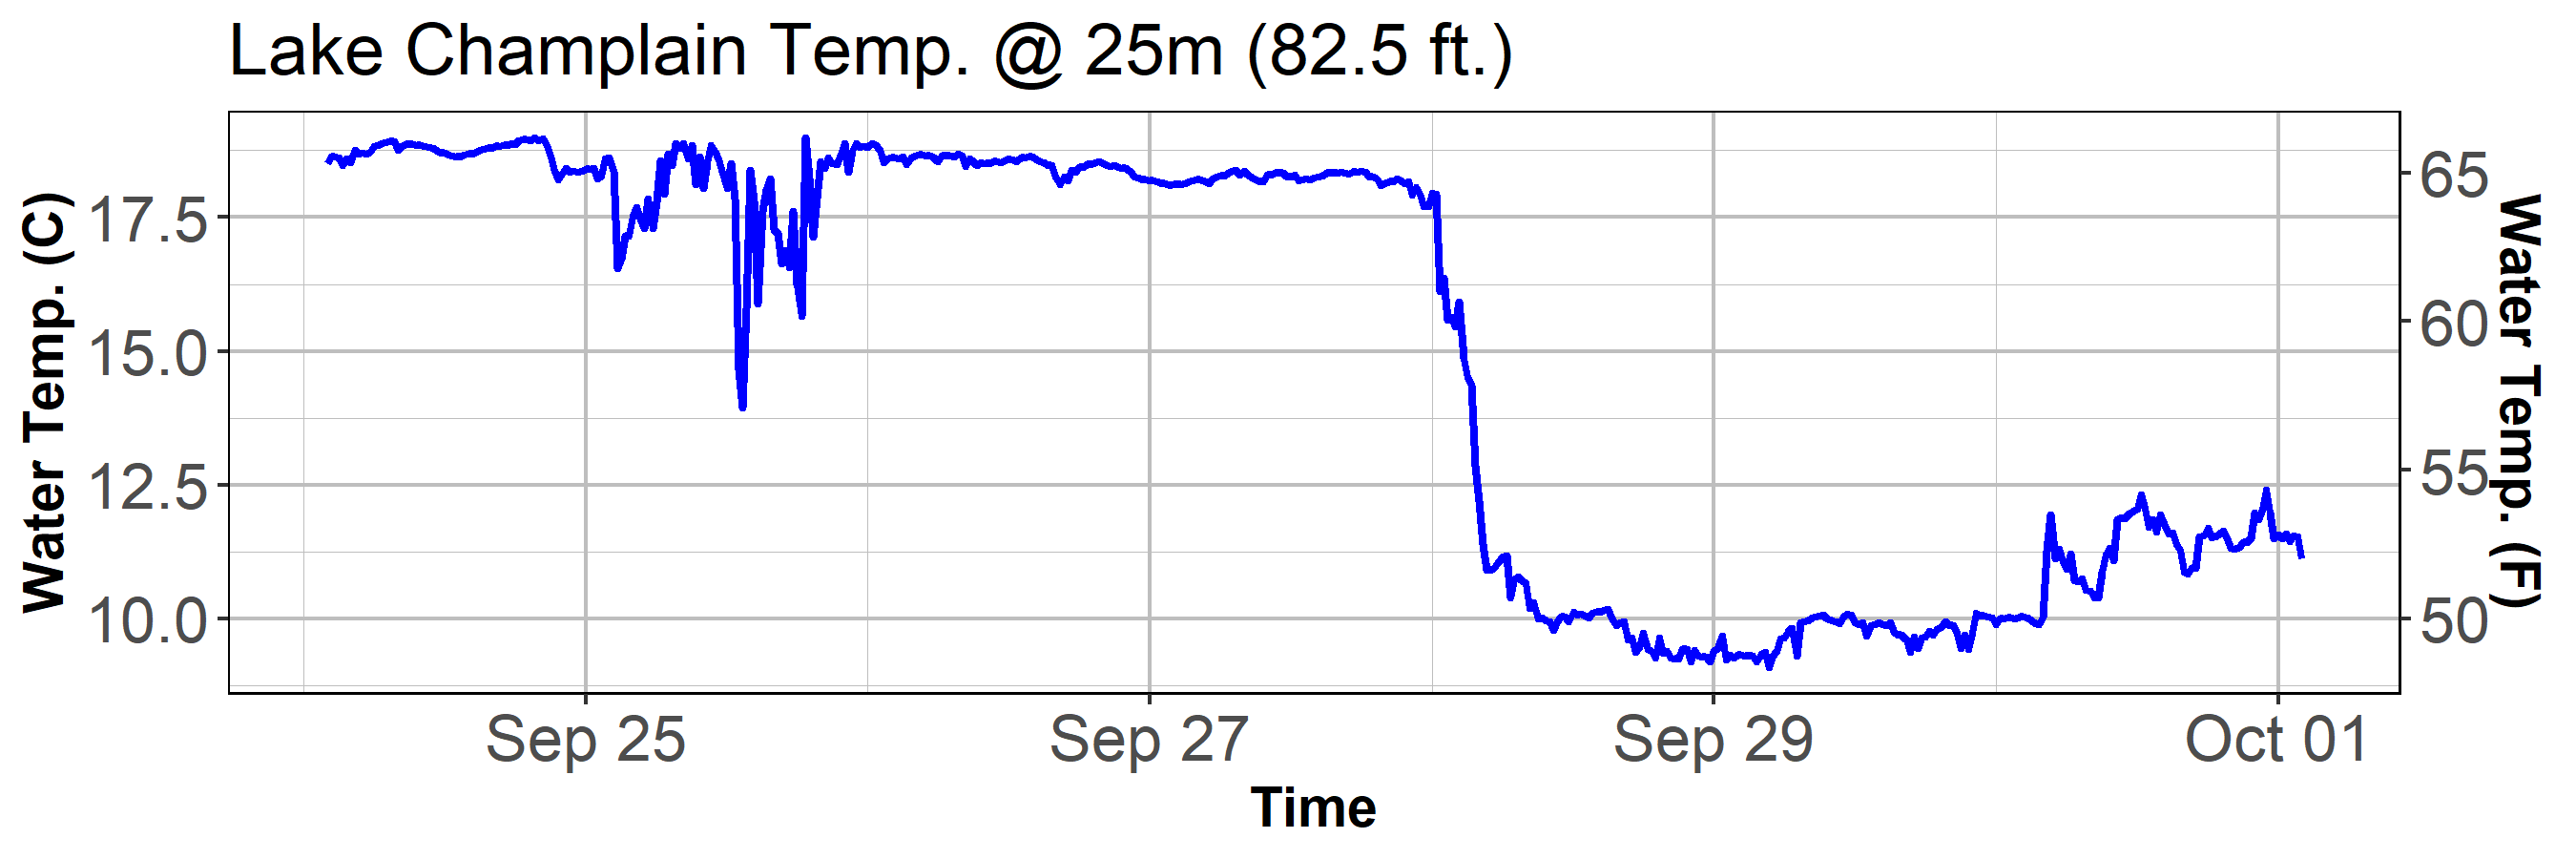 Lake Champlain Temp. @ 25m (82.5 ft.)
Water Temp. (C)
17.5
15.0
12.5
10.0
65
60
55
50
Water Temp. (F)
Sep 25
Sep 27
Sep 29
Oct 01
Time